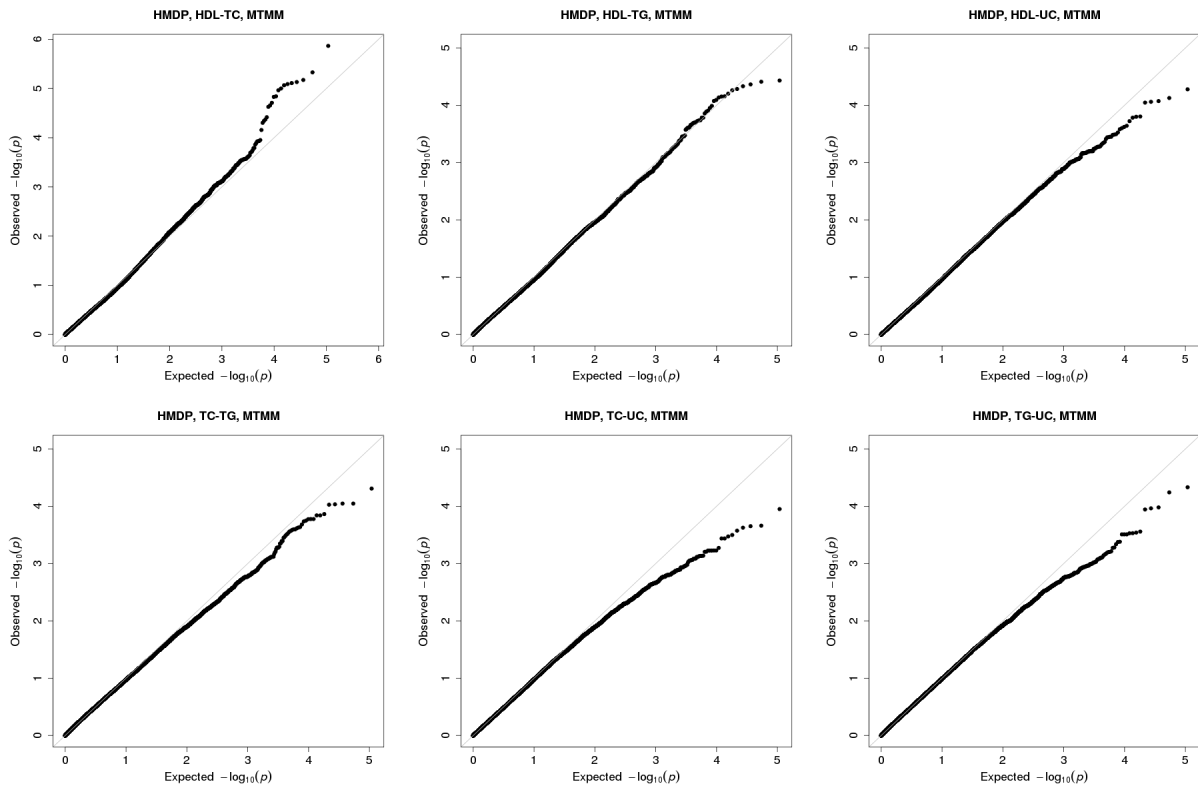 HMDP, HDL-TC, MTMM
Observed −log10(p)
0 1 2 3 4 5 6
0 1 2 3 4 5 6
Expected −log10(p)
HMDP, HDL-TG, MTMM
Observed −log10(p)
0 1 2 3 4 5
0 1 2 3 4 5
Expected −log10(p)
HMDP, HDL-UC, MTMM
Observed −log10(p)
0 1 2 3 4 5
0 1 2 3 4 5
Expected −log10(p)
HMDP, TC-TG, MTMM
Observed −log10(p)
0 1 2 3 4 5
0 1 2 3 4 5
Expected −log10(p)
HMDP, TC-UC, MTMM
Observed −log10(p)
0 1 2 3 4 5
0 1 2 3 4 5
Expected −log10(p)
HMDP, TG-UC, MTMM
Observed −log10(p)
0 1 2 3 4 5
0 1 2 3 4 5
Expected −log10(p)